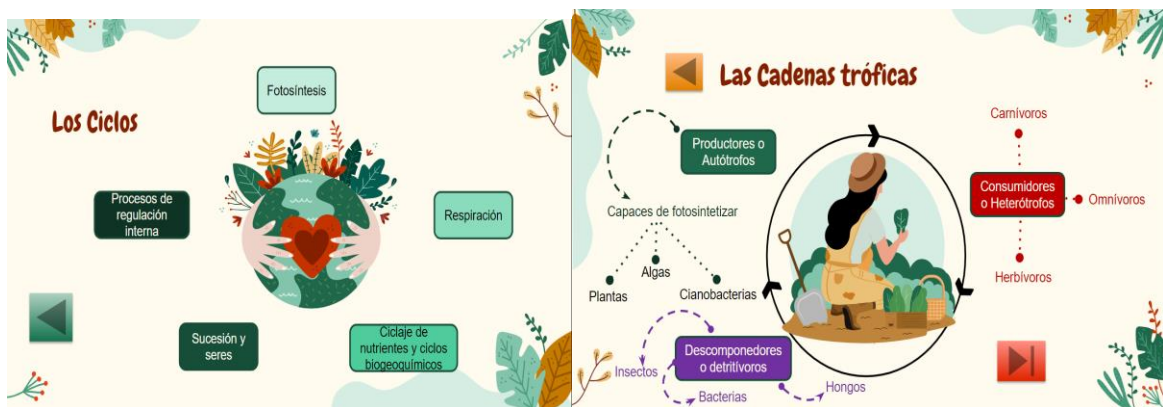 Los Ciclos
Fotosíntesis
Procesos de
regulación
interna
Respiración
Sucesión y
seres
Ciclaje de
nutrientes y ciclos
biogeoquímicos
Las Cadenas tróficas
Productores o
Autótrofos
Capaces de fotosintetizar
Plantas
Algas
Cianobacterias
Carnívoros
Consumidores
o Heterótrofos
Omnívoros
Herbívoros
Descomponedores
o detritívoros
Insectos
Bacterias
Hongos